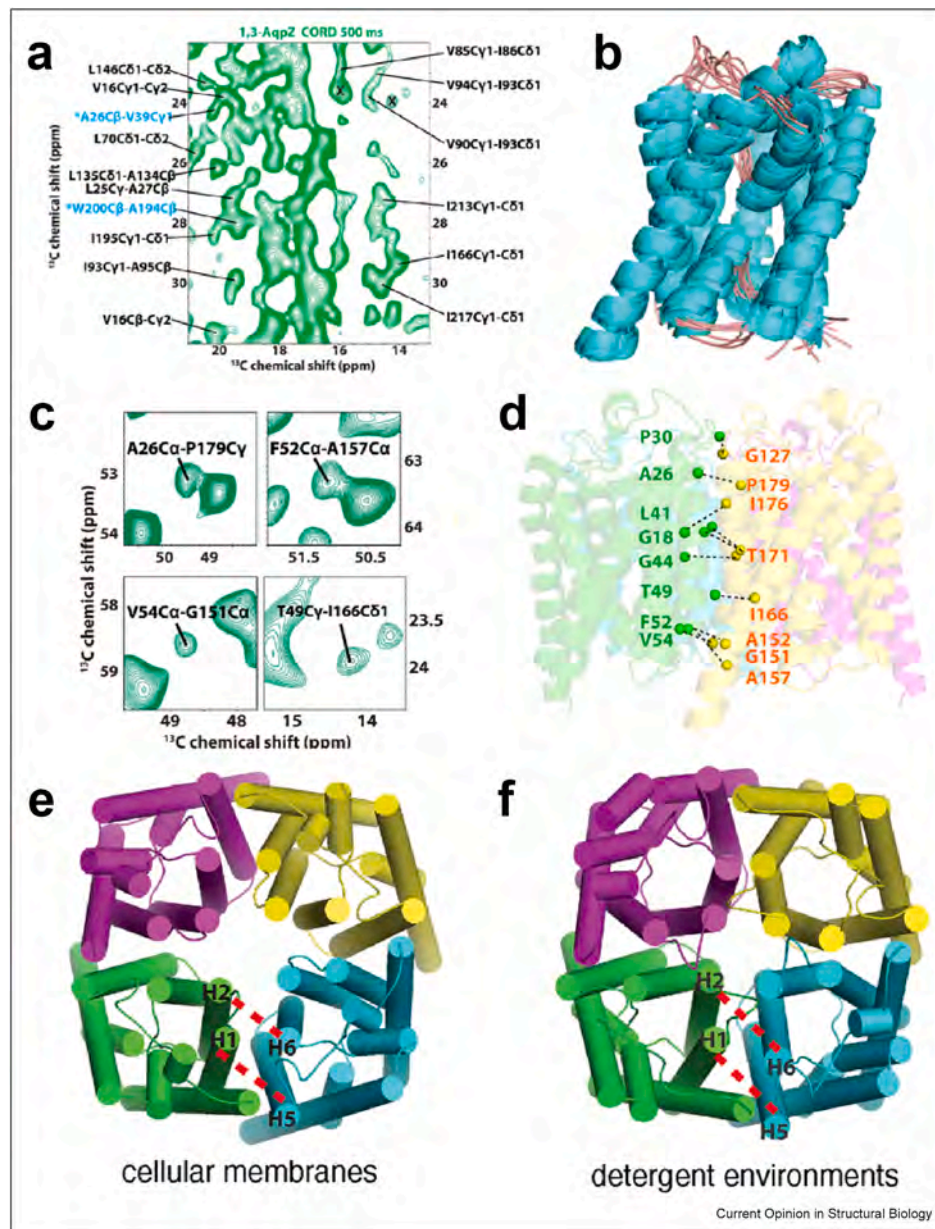 a
1,3-AqpZ CORD 500 ms
L146Cδ1-Cδ2
V16Cγ1-Cγ2
24
*A26Cβ-V39Cγ1
L70Cδ1-Cδ2
26
L135Cδ1-A134Cβ
L25Cγ-A27Cβ
*W200Cβ-A194Cβ
28
I195Cγ1-Cδ1
I93Cγ1-A95Cβ
30
V16Cβ-Cγ2
13C chemical shift (ppm)
X
X
V85Cγ1-I86Cδ1
V94Cγ1-I93Cδ1
24
V90Cγ1-I93Cδ1
26
I213Cγ1-Cδ1
28
I166Cγ1-Cδ1
30
I217Cγ1-Cδ1
20 18 16 14
13C chemical shift (ppm)
b
c
A26Cα-P179Cγ
53
54
50 49
F52Cα-A157Cα
63
64
51.5 50.5
V54Cα-G151Cα
58
59
49 48
T49Cγ-I166Cδ1
23.5
24
15 14
13C chemical shift (ppm)
13C chemical shift (ppm)
d
P30
G127
A26
P179
I176
L41
G18
T171
G44
T49
I166
F52
A152
V54
G151
A157
e
H2
H1
H6
H5
cellular membranes
f
H2
H1
H6
H5
detergent environments
Current Opinion in Structural Biology